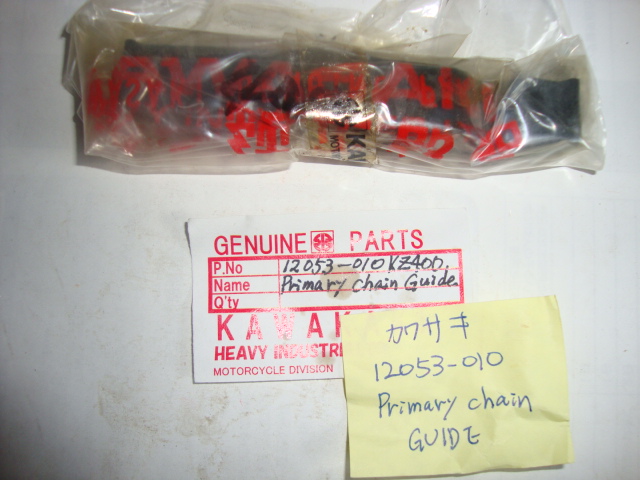 GENUINE PARTS
P.No 12053-010 KZ400.
Name Primary Chain Guide
Q'ty
KAWA
HEAVY INDUSTR
MOTORCYCLE DIVISION
カワサキ
12053-010
Primary chain
GUIDE